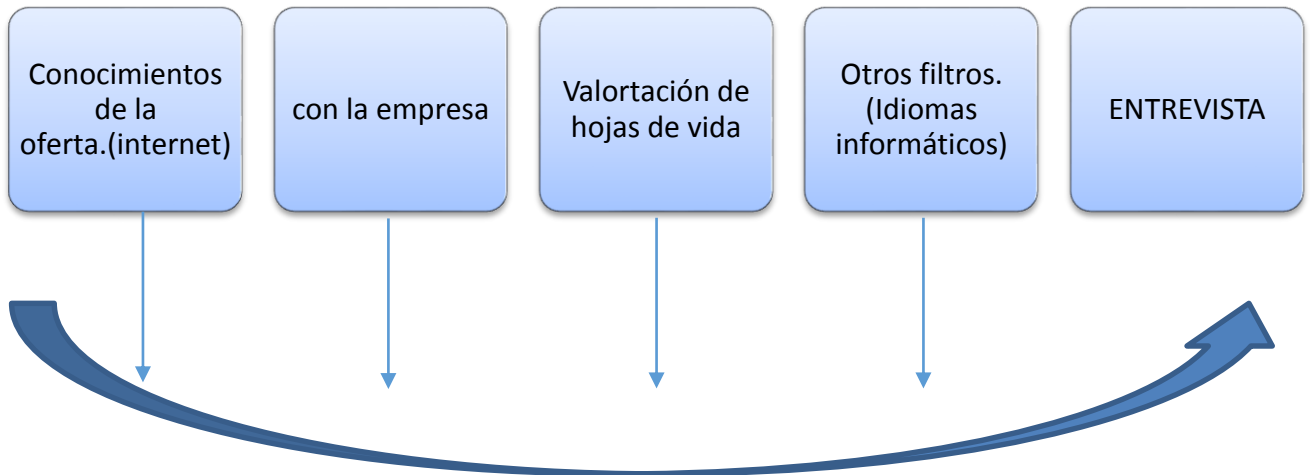 Conocimientos
de la
oferta.(internet)
con la empresa
Valortación de
hojas de vida
Otros filtros.
(Idiomas
informáticos)
ENTREVISTA